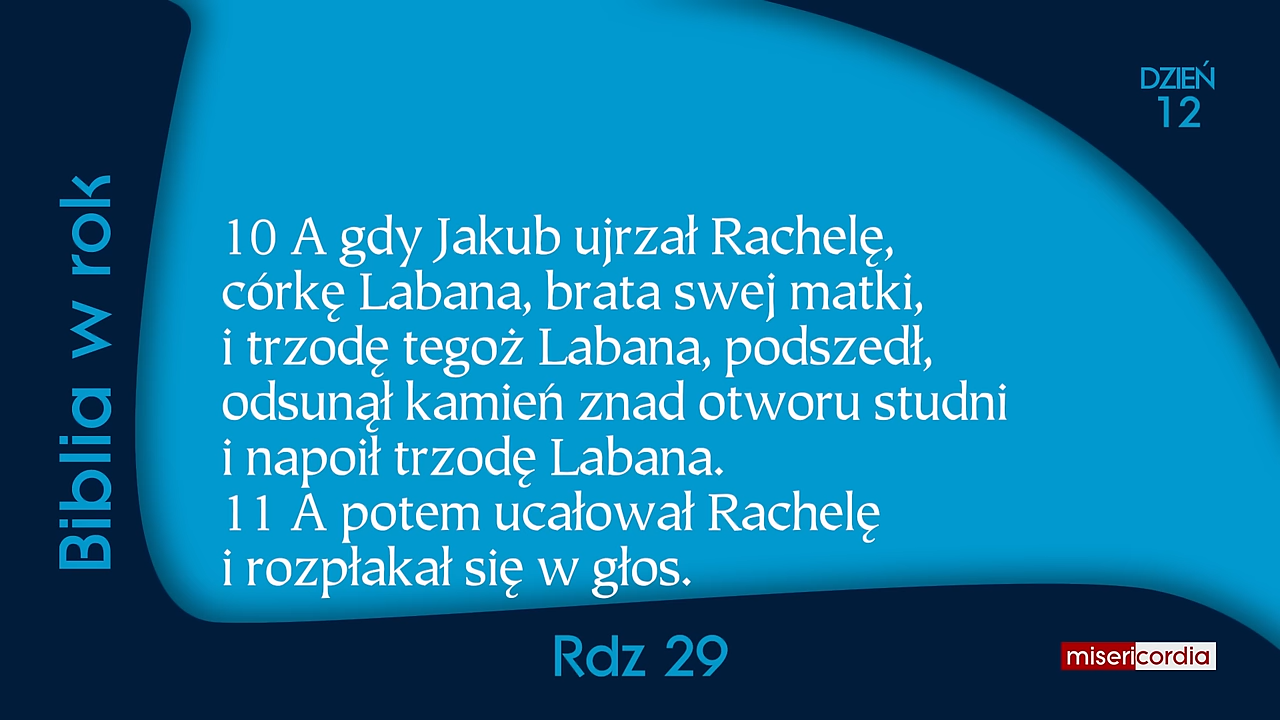 DZIEŃ
12
Biblia w rok
10 A gdy Jakub ujrzał Rachelę,
córkę Labana, brata swej matki,
i trzodę tegoż Labana, podszedł,
odsunął kamień znad otworu studni
i napoił trzodę Labana.
11 A potem ucałował Rachelę
i rozpłakał się w głos.
Rdz 29
misericordia